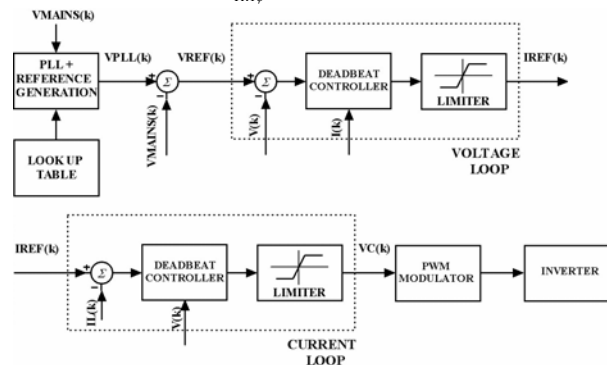 VMAINS(k)
PLL +
REFERENCE
GENERATION
VPLL(k)
+
Σ
−
VMAINS(k)
VREF(k)
+
Σ
−
V(k)
DEADBEAT
CONTROLLER
I(k)
LIMITER
IREF(k)
LOOK UP
TABLE
VOLTAGE
LOOP
IREF(k)
+
Σ
−
IL(k)
DEADBEAT
CONTROLLER
V(k)
LIMITER
VC(k)
PWM
MODULATOR
INVERTER
CURRENT
LOOP